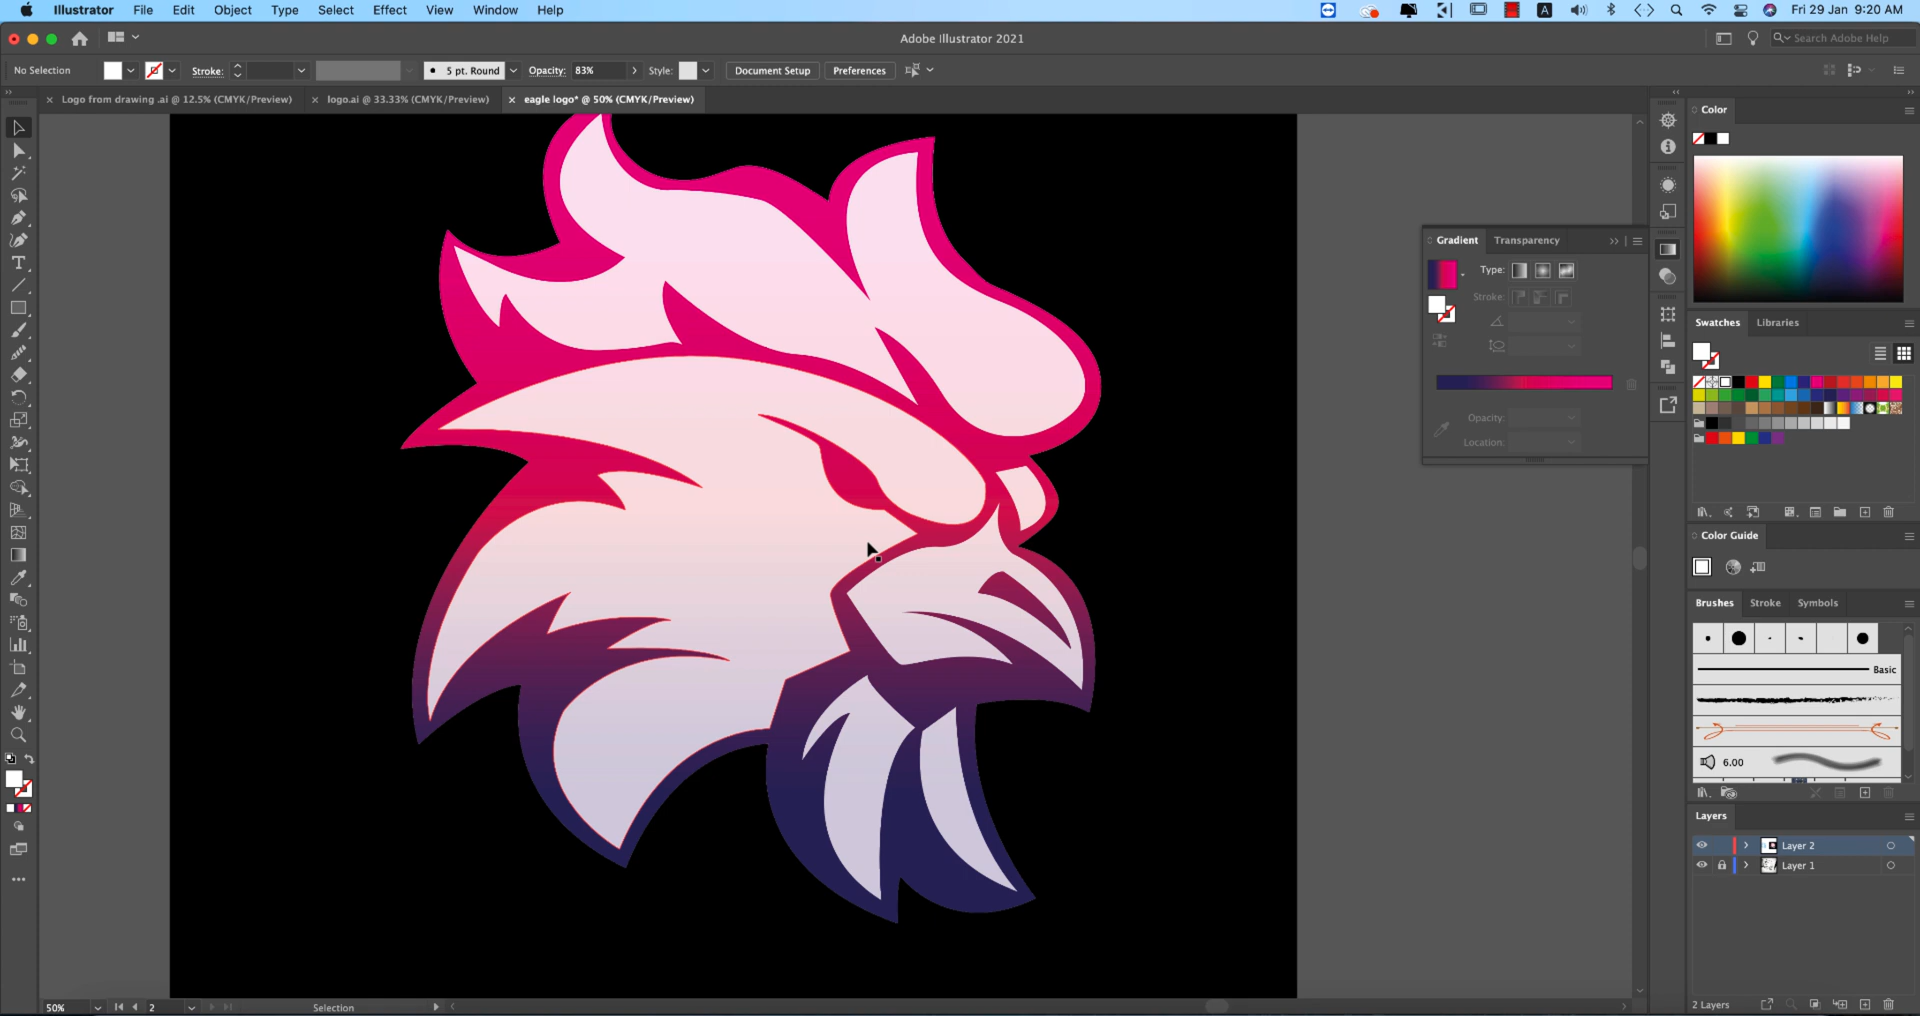 Illustrator File Edit Object Type Select Effect View Window Help
A
Fri 29 Jan 9:20 AM
Adobe Illustrator 2021
Search Adobe Help
No Selection
Stroke:
5 pt. Round
Opacity: 83%
Style:
Document Setup
Preferences
Logo from drawing .ai @ 12.5% (CMYK/Preview)
logo.ai @ 33.33% (CMYK/Preview)
eagle logo* @ 50% (CMYK/Preview)
Color
Gradient Transparency
Type:
Stroke:
Opacity:
Location:
Swatches Libraries
Color Guide
Brushes Stroke Symbols
Basic
6.00
Layers
Layer 2
Layer 1
2 Layers
50%
2
Selection